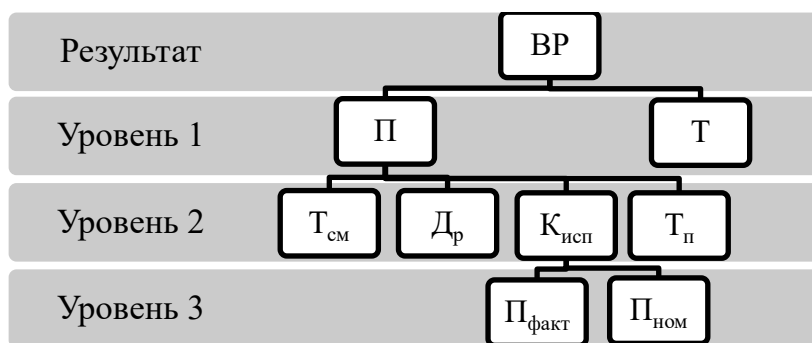 Результат ВР
Уровень 1 П Т
Уровень 2 Тсм Др Кисп Тп
Уровень 3 Пфакт Пном